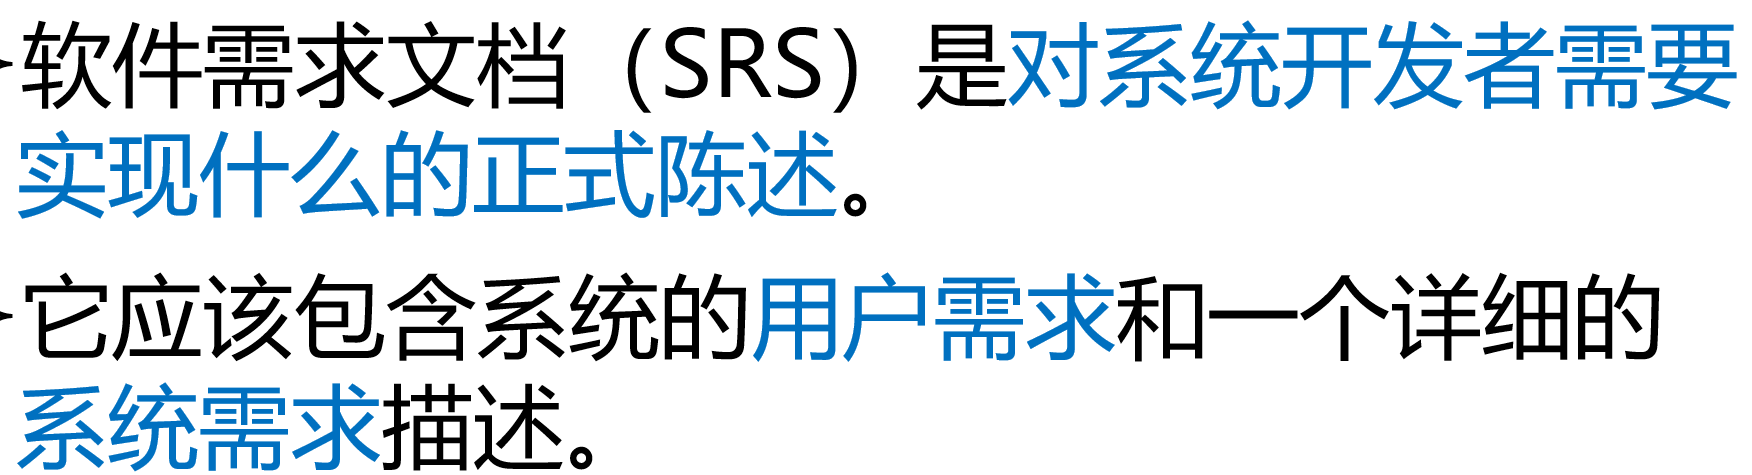 软件需求文档（SRS）是对系统开发者需要
实现什么的正式陈述。
它应该包含系统的用户需求和一个详细的
系统需求描述。